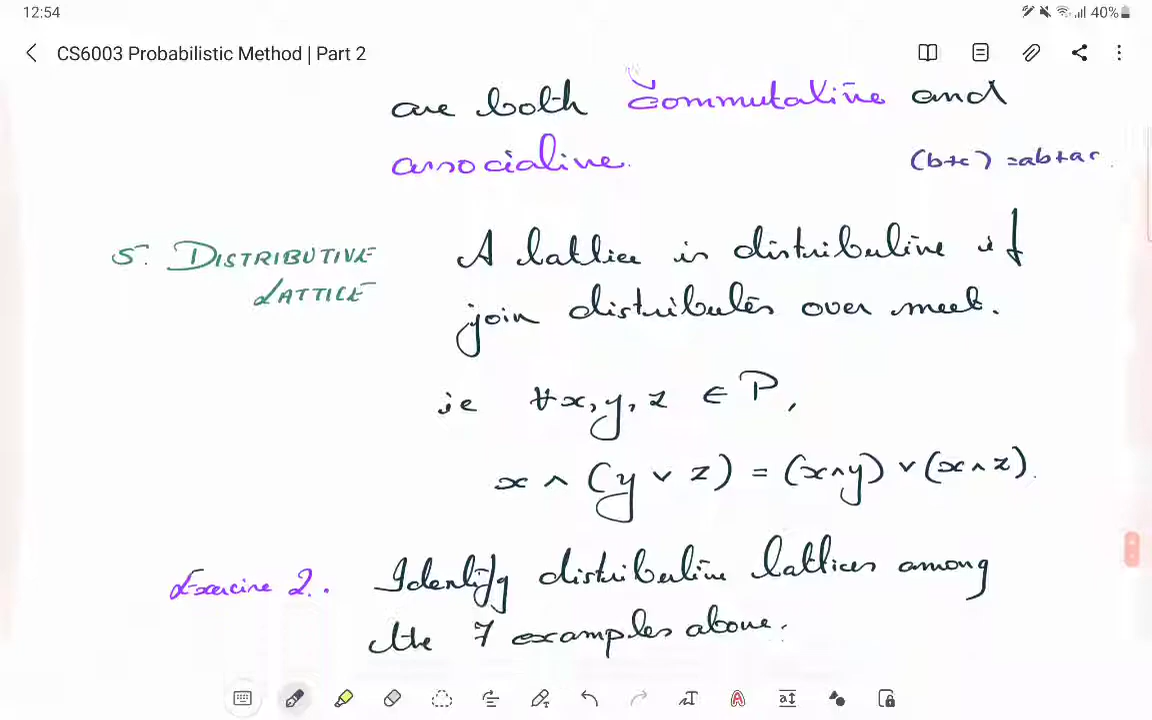 12:54
40%
CS6003 Probabilistic Method | Part 2
are both commutative and
associative.
(b+c) = ab+ac
5. DISTRIBUTIVE
LATTICE
A lattice is distributive if
join distributes over meet.
ie ∀x, y, z ∈ P,
x ∧ (y ∨ z) = (x∧y) ∨ (x∧z).
Exercise 2.
Identify distributive lattices among
the 7 examples above.